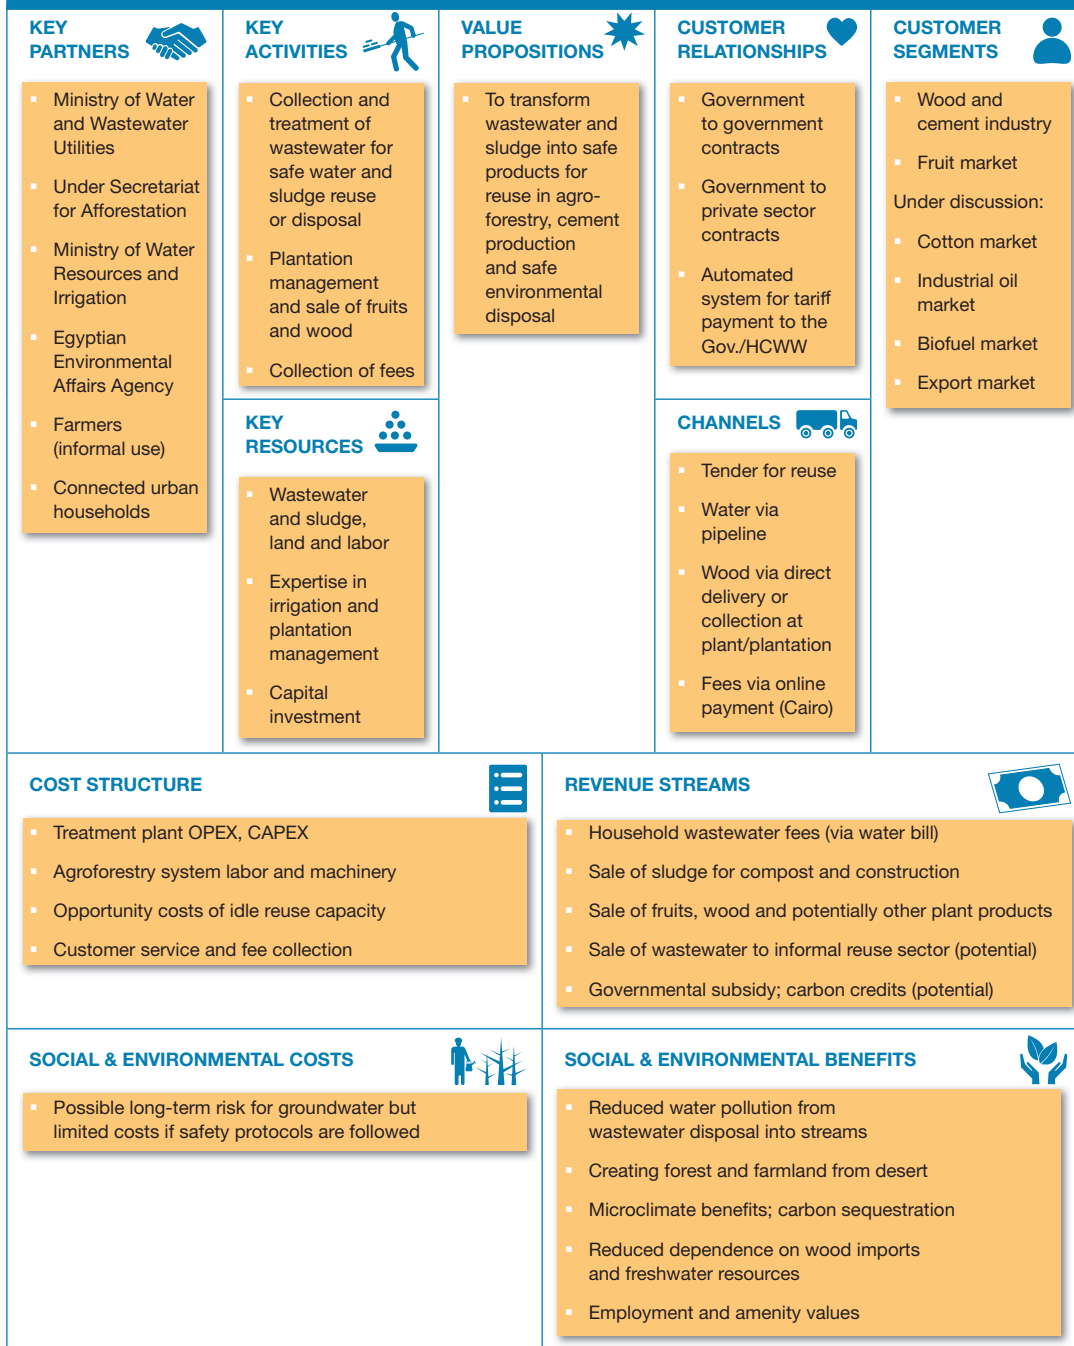 KEY
PARTNERS
Ministry of Water
and Wastewater
Utilities
Under Secretariat
for Afforestation
Ministry of Water
Resources and
Irrigation
Egyptian
Environmental
Affairs Agency
Farmers
(informal use)
Connected urban
households
KEY
ACTIVITIES
Collection and
treatment of
wastewater for
safe water and
sludge reuse
or disposal
Plantation
management
and sale of fruits
and wood
Collection of fees
KEY
RESOURCES
Wastewater
and sludge,
land and labor
Expertise in
irrigation and
plantation
management
Capital
investment
VALUE
PROPOSITIONS
To transform
wastewater and
sludge into safe
products for
reuse in agro-
forestry, cement
production
and safe
environmental
disposal
CUSTOMER
RELATIONSHIPS
Government
to government
contracts
Government to
private sector
contracts
Automated
system for tariff
payment to the
Gov./HCWW
CHANNELS
Tender for reuse
Water via
pipeline
Wood via direct
delivery or
collection at
plant/plantation
Fees via online
payment (Cairo)
CUSTOMER
SEGMENTS
Wood and
cement industry
Fruit market
Under discussion:
Cotton market
Industrial oil
market
Biofuel market
Export market
COST STRUCTURE
Treatment plant OPEX, CAPEX
Agroforestry system labor and machinery
Opportunity costs of idle reuse capacity
Customer service and fee collection
REVENUE STREAMS
Household wastewater fees (via water bill)
Sale of sludge for compost and construction
Sale of fruits, wood and potentially other plant products
Sale of wastewater to informal reuse sector (potential)
Governmental subsidy; carbon credits (potential)
SOCIAL & ENVIRONMENTAL COSTS
Possible long-term risk for groundwater but
limited costs if safety protocols are followed
SOCIAL & ENVIRONMENTAL BENEFITS
Reduced water pollution from
wastewater disposal into streams
Creating forest and farmland from desert
Microclimate benefits; carbon sequestration
Reduced dependence on wood imports
and freshwater resources
Employment and amenity values